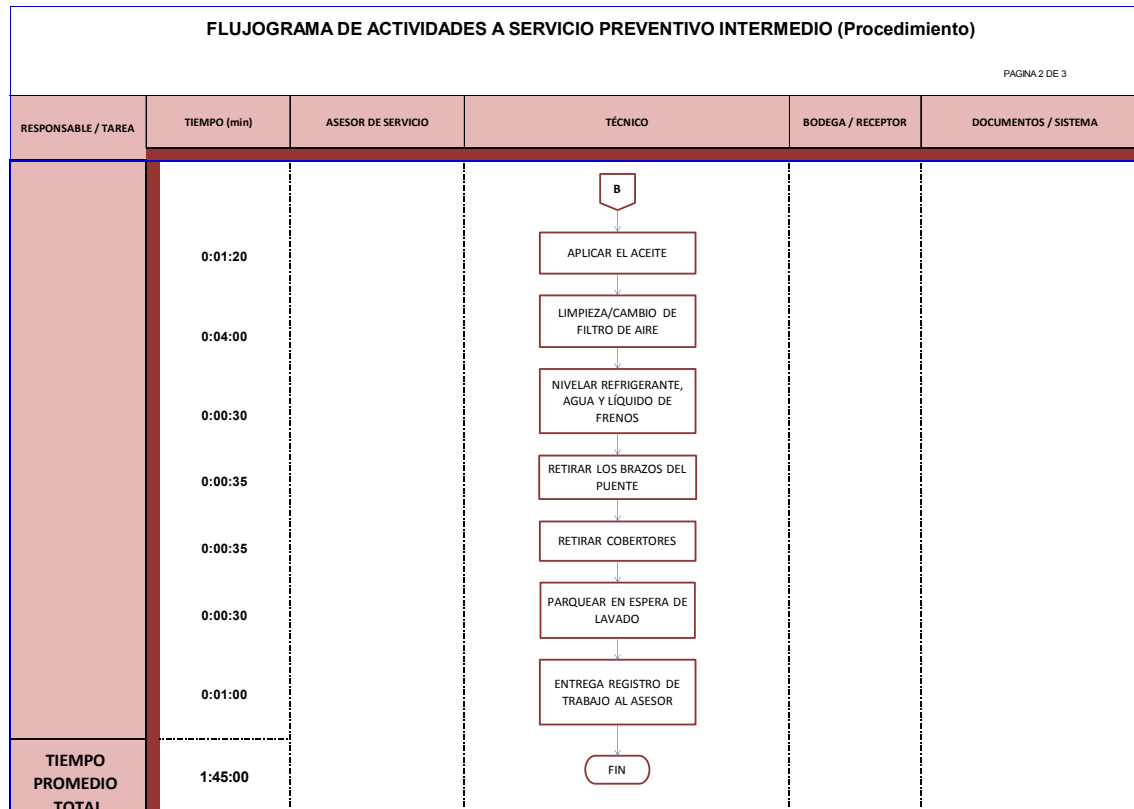 FLUJOGRAMA DE ACTIVIDADES A SERVICIO PREVENTIVO INTERMEDIO (Procedimiento)
PAGINA 2 DE 3
RESPONSABLE / TAREA
TIEMPO (min)
ASESOR DE SERVICIO
TÉCNICO
BODEGA / RECEPTOR
DOCUMENTOS / SISTEMA
B
0:01:20
APLICAR EL ACEITE
0:04:00
LIMPIEZA/CAMBIO DE
FILTRO DE AIRE
0:00:30
NIVELAR REFRIGERANTE,
AGUA Y LÍQUIDO DE
FRENOS
0:00:35
RETIRAR LOS BRAZOS DEL
PUENTE
0:00:35
RETIRAR COBERTORES
0:00:30
PARQUEAR EN ESPERA DE
LAVADO
0:01:00
ENTREGA REGISTRO DE
TRABAJO AL ASESOR
TIEMPO
PROMEDIO
TOTAL
1:45:00
FIN